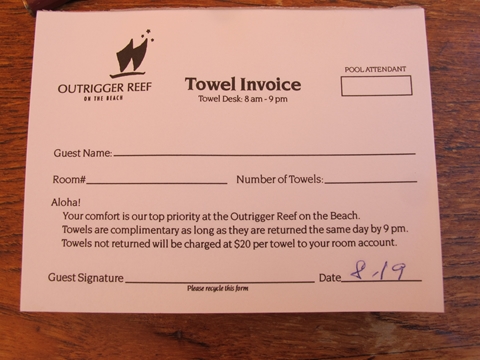 OUTRIGGER REEF
ON THE BEACH
Towel Invoice
Towel Desk: 8 am - 9 pm
POOL ATTENDANT
Guest Name:
Room# Number of Towels:
Aloha!
Your comfort is our top priority at the Outrigger Reef on the Beach.
Towels are complimentary as long as they are returned the same day by 9 pm.
Towels not returned will be charged at $20 per towel to your room account.
Guest Signature Date 8-19
Please recycle this form